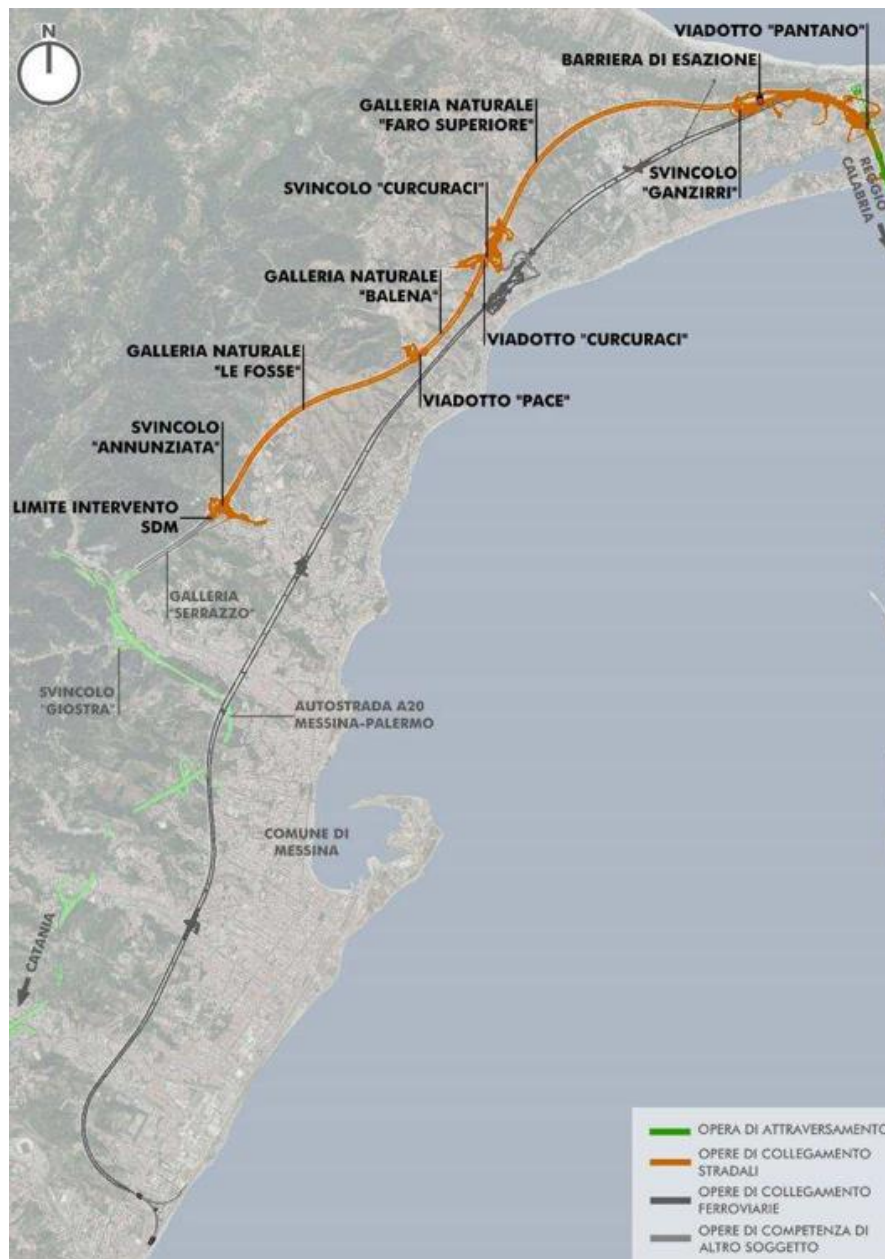 N
VIADOTTO "PANTANO"
BARRIERA DI ESAZIONE
GALLERIA NATURALE
"FARO SUPERIORE"
SVINCOLO "CURCURACI"
SVINCOLO
"GANZIRRI"
REGGIO
CALABRIA
GALLERIA NATURALE
"BALENA"
VIADOTTO "CURCURACI"
GALLERIA NATURALE
"LE FOSSE"
VIADOTTO "PACE"
SVINCOLO
"ANNUNZIATA"
LIMITE INTERVENTO
SDM
GALLERIA
"SERRAZZO"
SVINCOLO
"GIOSTRA"
AUTOSTRADA A20
MESSINA-PALERMO
COMUNE DI
MESSINA
CATANIA
OPERA DI ATTRAVERSAMENTO
OPERE DI COLLEGAMENTO
STRADALI
OPERE DI COLLEGAMENTO
FERROVIARIE
OPERE DI COMPETENZA DI
ALTRO SOGGETTO